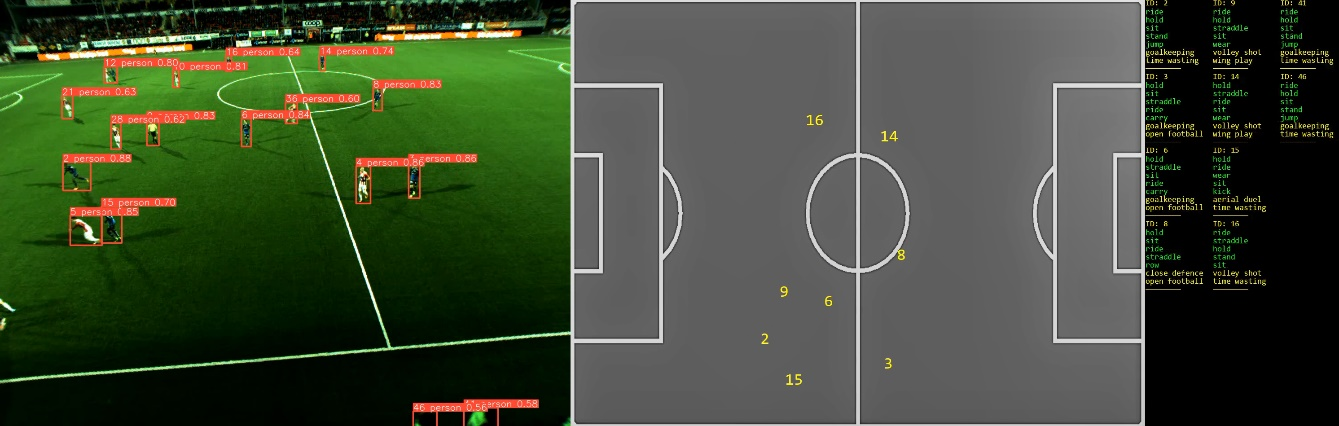 16 person 0.64
14 person 0.74
12 person 0.80
0.81
8 person 0.83
21 person 0.63
36 person 0.60
28 person 0.62
0.83
6 person 0.84
2 person 0.88
4 person 0.86
person 0.86
15 person 0.70
5 person 0.85
46 person 0.56
person 0.58
coop
16
14
8
9
6
2
3
15
ID: 2
ride
hold
sit
stand
jump
goalkeeping
time wasting
ID: 3
hold
sit
straddle
ride
carry
goalkeeping
open football
ID: 6
hold
straddle
sit
ride
carry
goalkeeping
open football
ID: 8
hold
sit
ride
straddle
row
close defence
open football
ID: 9
ride
hold
straddle
sit
wear
volley shot
wing play
ID: 14
straddle
hold
ride
sit
wear
volley shot
wing play
ID: 15
hold
ride
wear
sit
kick
aerial duel
time wasting
ID: 16
ride
straddle
hold
stand
sit
volley shot
time wasting
ID: 41
ride
hold
sit
stand
jump
goalkeeping
time wasting
ID: 46
ride
hold
sit
stand
jump
goalkeeping
time wasting